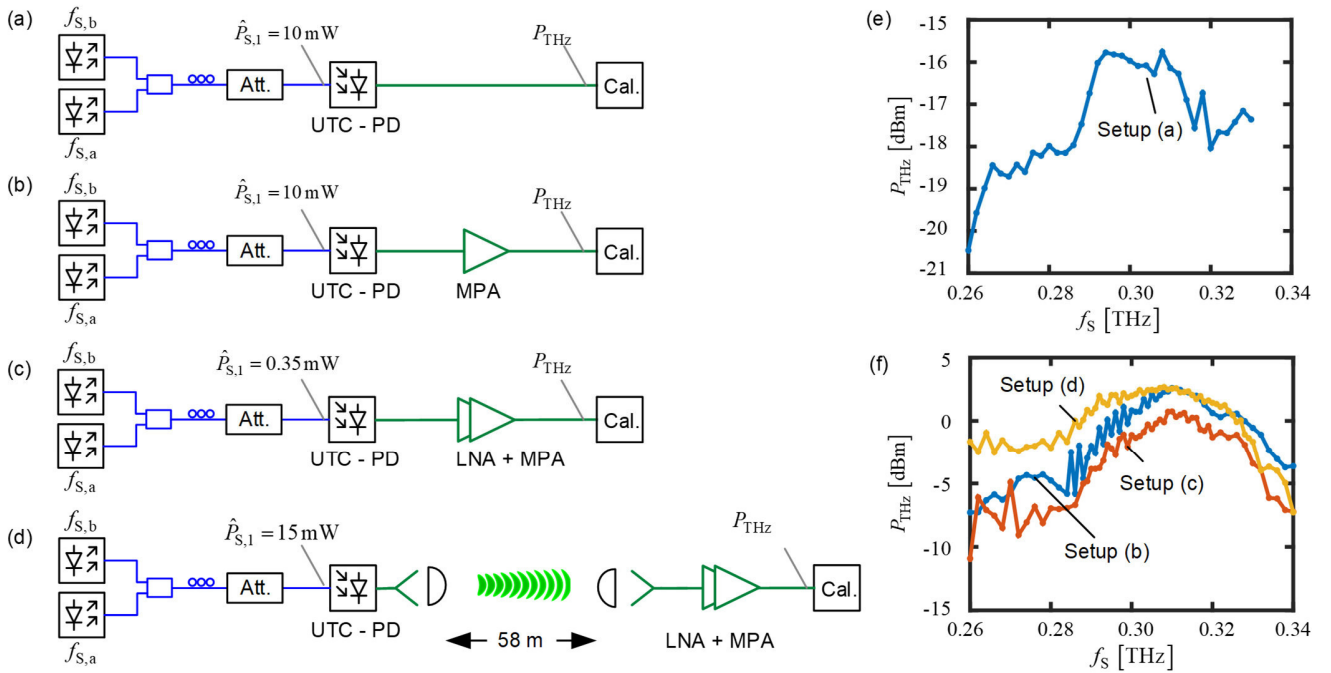 (a)
f_S,b
P̂_S,1 = 10 mW
P_THz
Att.
Cal.
UTC - PD
f_S,a
(b)
f_S,b
P̂_S,1 = 10 mW
P_THz
Att.
Cal.
UTC - PD
MPA
f_S,a
(c)
f_S,b
P̂_S,1 = 0.35 mW
P_THz
Att.
Cal.
UTC - PD
LNA + MPA
f_S,a
(d)
f_S,b
P̂_S,1 = 15 mW
P_THz
Att.
Cal.
UTC - PD
58 m
LNA + MPA
f_S,a
(e)
-15
-16
-17
-18
-19
-20
-21
P_THz [dBm]
Setup (a)
0.26
0.28
0.30
0.32
0.34
f_S [THz]
(f)
5
0
-5
-10
-15
P_THz [dBm]
Setup (d)
Setup (c)
Setup (b)
0.26
0.28
0.30
0.32
0.34
f_S [THz]